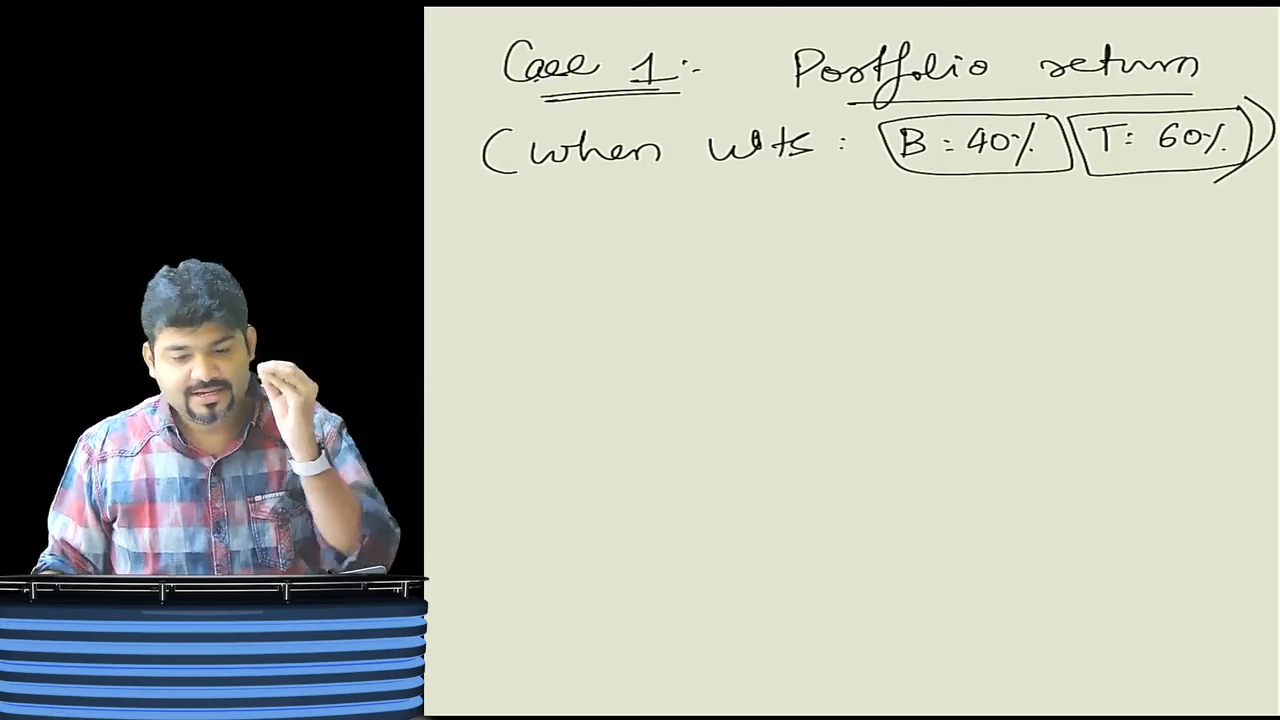 Case 1:- Portfolio return
(when wts : B : 40% T : 60%)